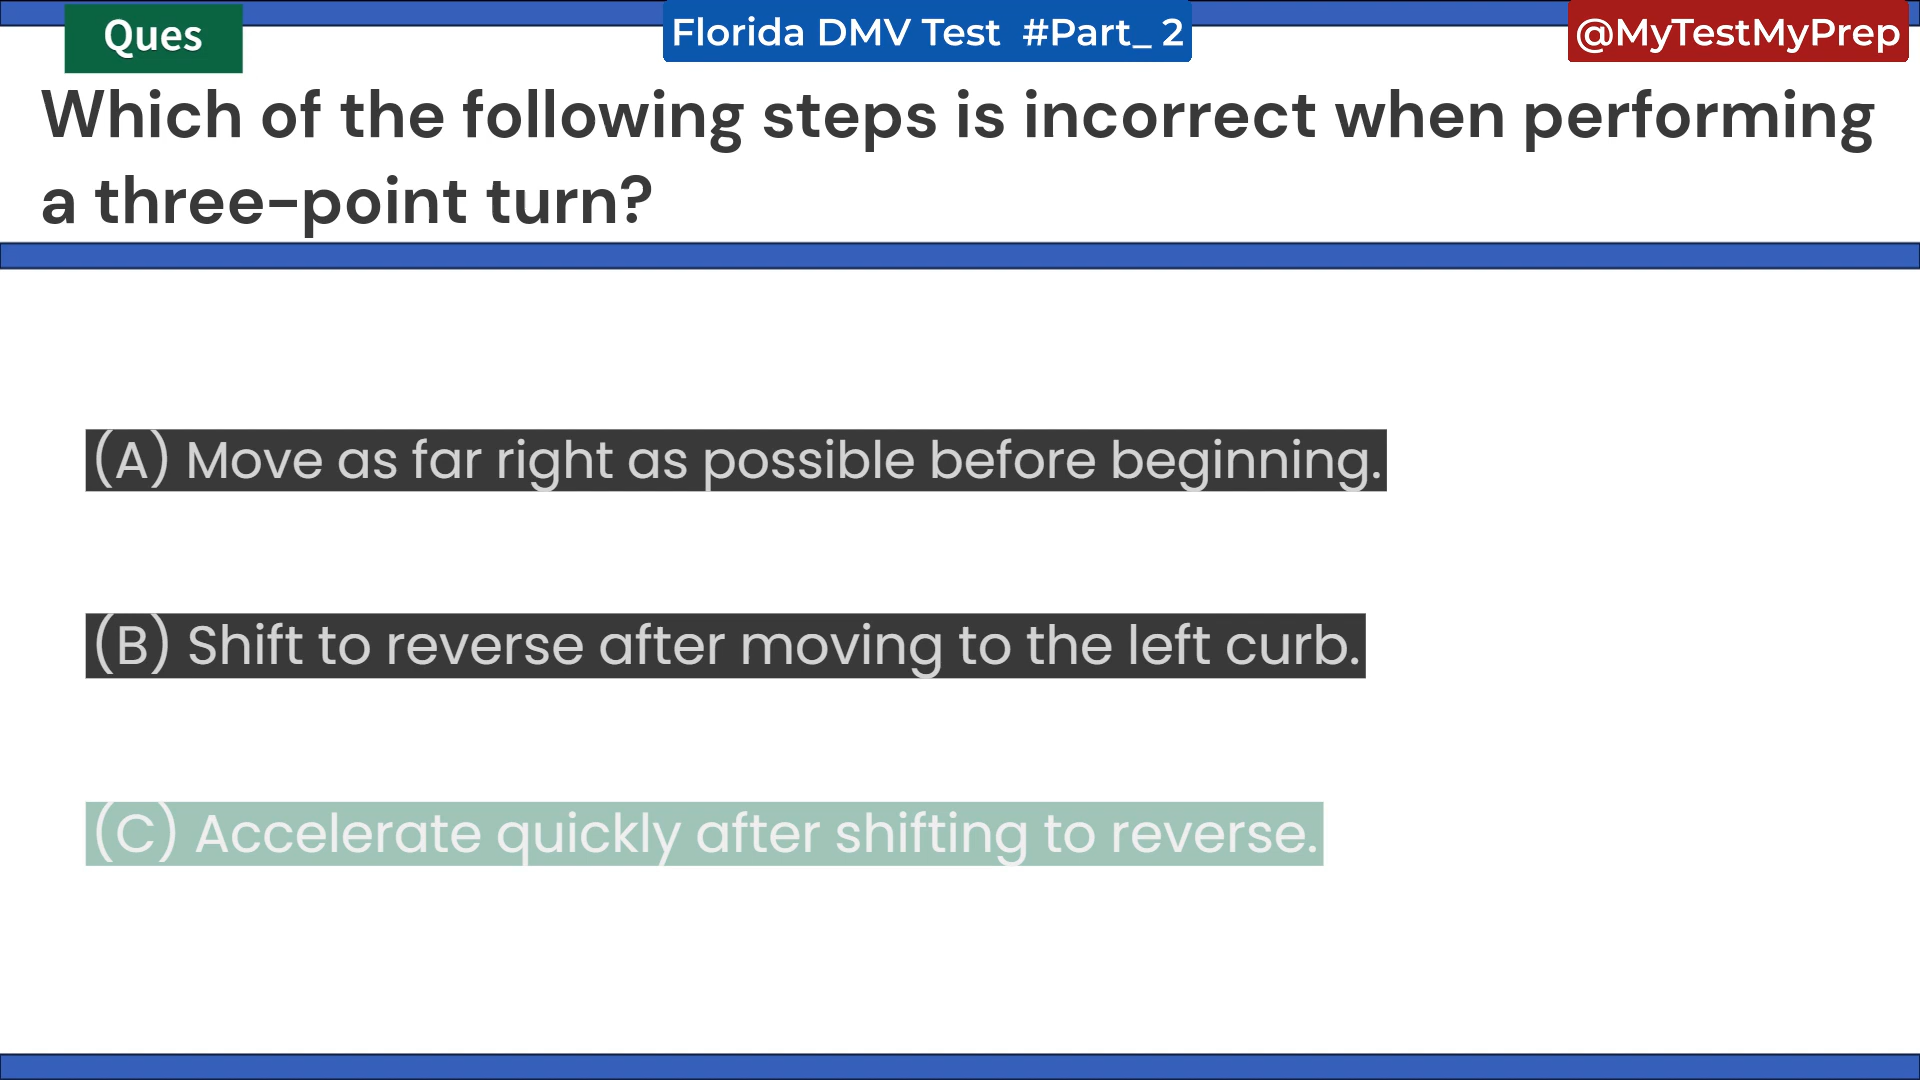 Ques
Florida DMV Test #Part_ 2
@MyTestMyPrep
Which of the following steps is incorrect when performing
a three-point turn?
(A) Move as far right as possible before beginning.
(B) Shift to reverse after moving to the left curb.
(C) Accelerate quickly after shifting to reverse.